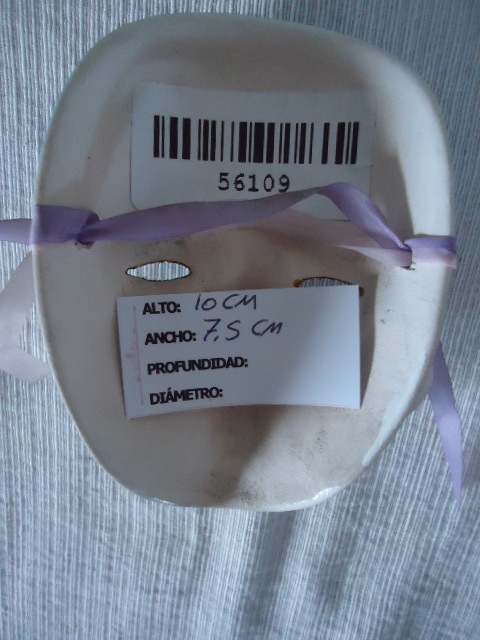 56109
ALTO: 10 CM
ANCHO: 7.5 CM
PROFUNDIDAD:
DIÁMETRO: